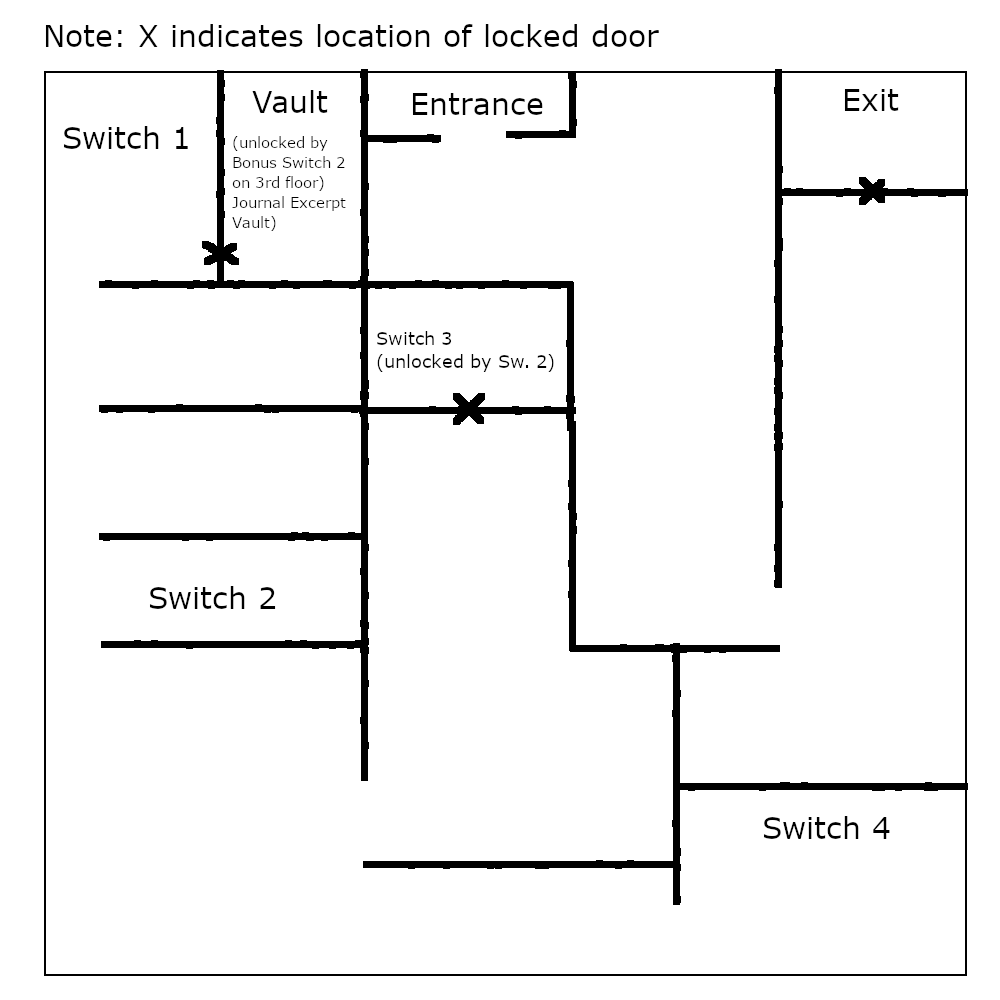 Note: X indicates location of locked door
Switch 1
Vault
(unlocked by
Bonus Switch 2
on 3rd floor)
Journal Excerpt
Vault)
Entrance
Exit
Switch 3
(unlocked by Sw. 2)
Switch 2
Switch 4